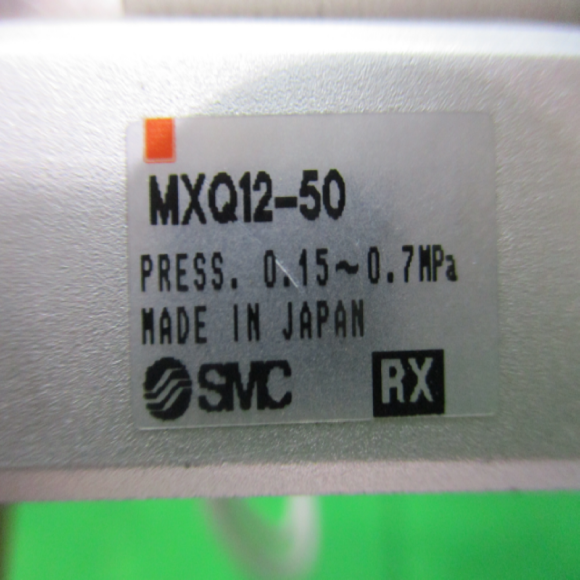 MXQ12-50
PRESS. 0.15~0.7MPa
MADE IN JAPAN
SMC RX